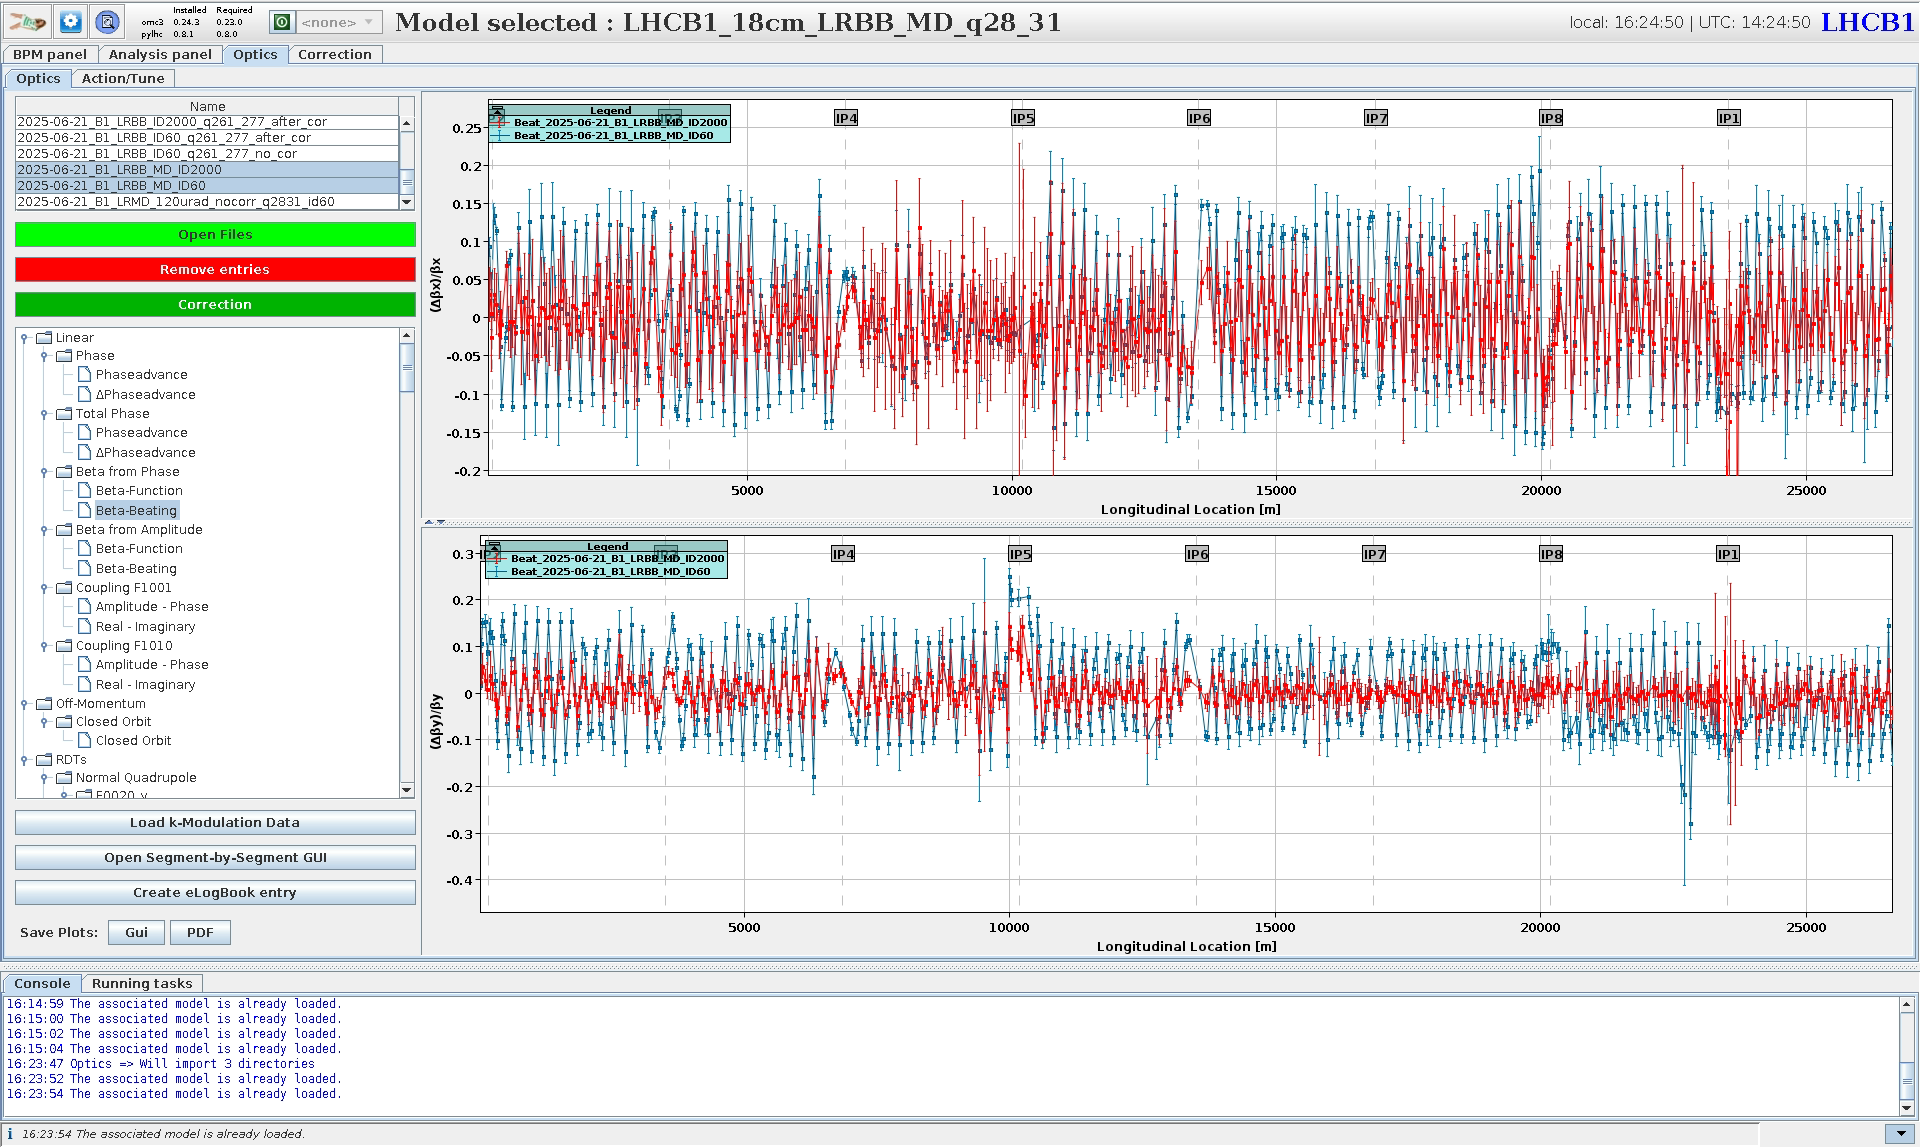 Installed Required
omc3 0.24.3 0.23.0
pylhc 0.8.1 0.8.0
<none>
Model selected : LHCB1_18cm_LRBB_MD_q28_31
local: 16:24:50 | UTC: 14:24:50 LHCB1
BPM panel Analysis panel Optics Correction
Optics Action/Tune
Name
2025-06-21_B1_LRBB_ID2000_q261_277_after_cor
2025-06-21_B1_LRBB_ID60_q261_277_after_cor
2025-06-21_B1_LRBB_ID60_q261_277_no_cor
2025-06-21_B1_LRBB_MD_ID2000
2025-06-21_B1_LRBB_MD_ID60
2025-06-21_B1_LRMD_120urad_nocorr_q2831_id60
Open Files
Remove entries
Correction
Linear
Phase
Phaseadvance
ΔPhaseadvance
Total Phase
Phaseadvance
ΔPhaseadvance
Beta from Phase
Beta-Function
Beta-Beating
Beta from Amplitude
Beta-Function
Beta-Beating
Coupling F1001
Amplitude - Phase
Real - Imaginary
Coupling F1010
Amplitude - Phase
Real - Imaginary
Off-Momentum
Closed Orbit
Closed Orbit
RDTs
Normal Quadrupole
Load k-Modulation Data
Open Segment-by-Segment GUI
Create eLogBook entry
Save Plots: Gui PDF
Legend
Beat_2025-06-21_B1_LRBB_MD_ID2000
Beat_2025-06-21_B1_LRBB_MD_ID60
IP4 IP5 IP6 IP7 IP8 IP1
0.25
0.2
0.15
0.1
0.05
0
-0.05
-0.1
-0.15
-0.2
(Δβx)/βx
5000 10000 15000 20000 25000
Longitudinal Location [m]
Legend
Beat_2025-06-21_B1_LRBB_MD_ID2000
Beat_2025-06-21_B1_LRBB_MD_ID60
IP4 IP5 IP6 IP7 IP8 IP1
0.3
0.2
0.1
0
-0.1
-0.2
-0.3
-0.4
(Δβy)/βy
5000 10000 15000 20000 25000
Longitudinal Location [m]
Console Running tasks
16:14:59 The associated model is already loaded.
16:15:00 The associated model is already loaded.
16:15:02 The associated model is already loaded.
16:15:04 The associated model is already loaded.
16:23:47 Optics => Will import 3 directories
16:23:52 The associated model is already loaded.
16:23:54 The associated model is already loaded.
16:23:54 The associated model is already loaded.